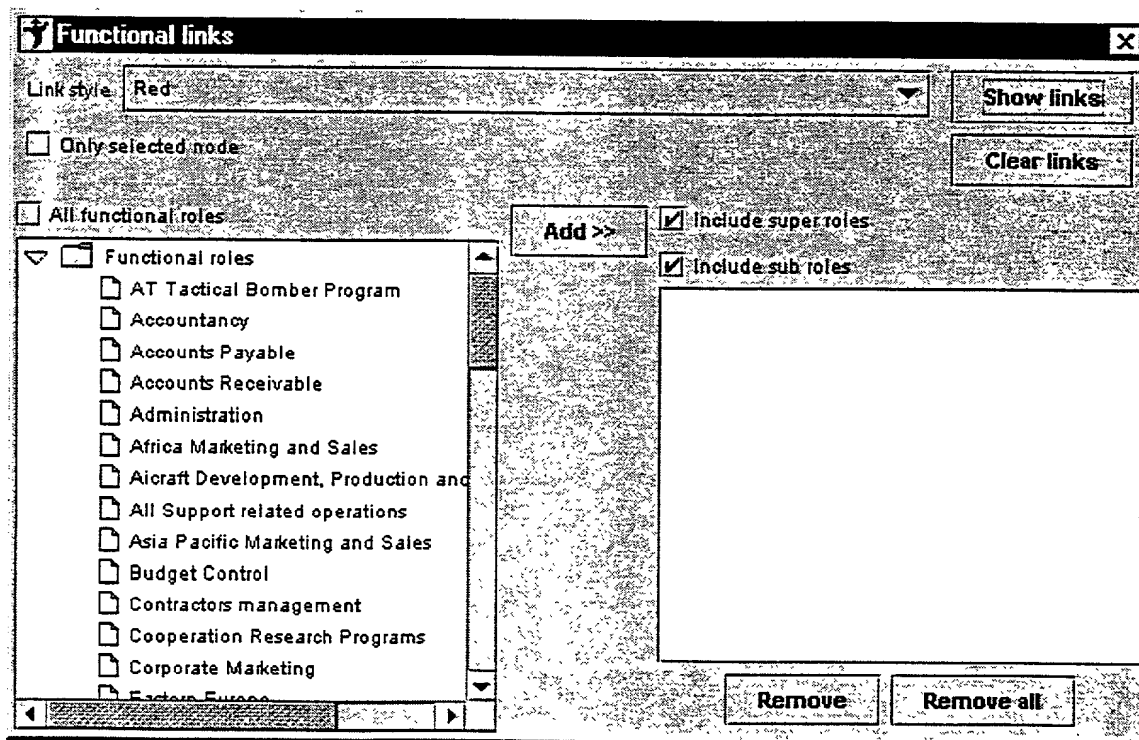 Functional links
Link style Red
Show links
Only selected node
Clear links
All functional roles
Add >>
Include super roles
Include sub roles
Functional roles
AT Tactical Bomber Program
Accountancy
Accounts Payable
Accounts Receivable
Administration
Africa Marketing and Sales
Aicraft Development, Production and
All Support related operations
Asia Pacific Marketing and Sales
Budget Control
Contractors management
Cooperation Research Programs
Corporate Marketing
Eastern Europe
Remove
Remove all